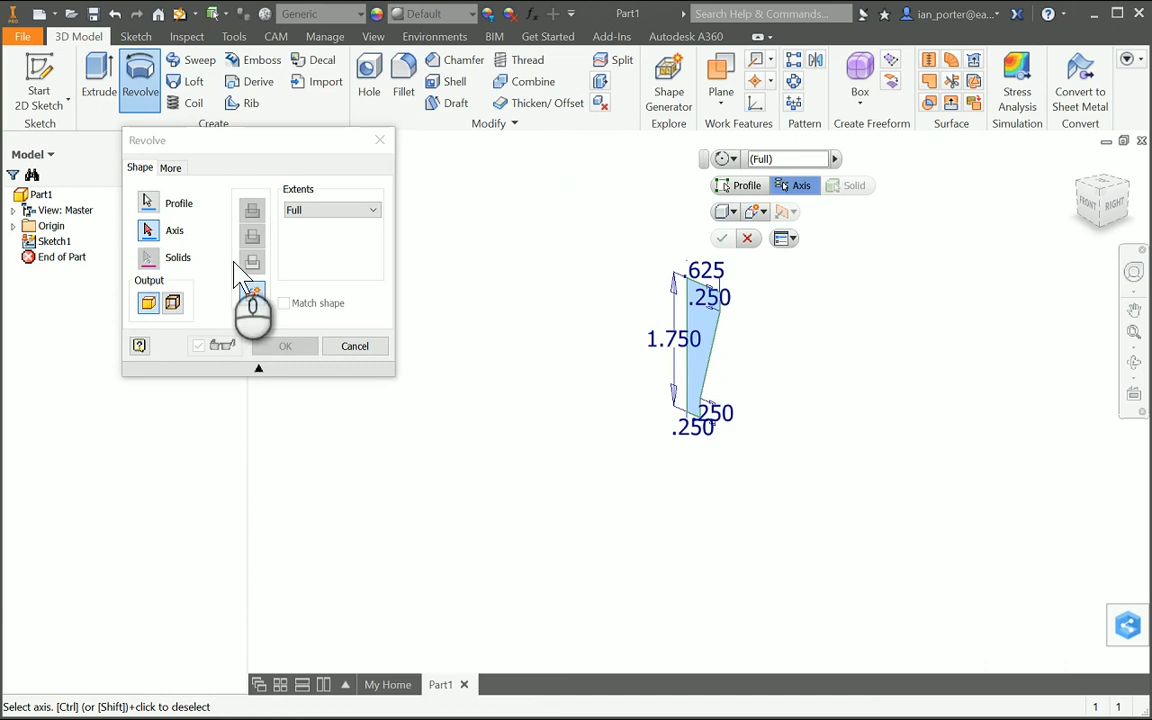 PRO
Generic
Default
fx
Part1
Search Help & Commands...
ian_porter@ea...
File
3D Model
Sketch
Inspect
Tools
CAM
Manage
View
Environments
BIM
Get Started
Add-Ins
Autodesk A360
Start
2D Sketch
Extrude
Revolve
Sweep
Loft
Coil
Emboss
Derive
Rib
Decal
Import
Hole
Fillet
Chamfer
Shell
Draft
Thread
Combine
Thicken/ Offset
Split
Shape
Generator
Plane
Box
Stress
Analysis
Convert to
Sheet Metal
Sketch
Create
Modify
Explore
Work Features
Pattern
Create Freeform
Surface
Simulation
Convert
Model
Part1
View: Master
Origin
Sketch1
End of Part
Revolve
Shape
More
Profile
Axis
Solids
Output
Extents
Full
Match shape
OK
Cancel
(Full)
Profile
Axis
Solid
.625
.250
1.750
.250
.250
FRONT
RIGHT
My Home
Part1
Select axis. [Ctrl] (or [Shift])+click to deselect
1
1